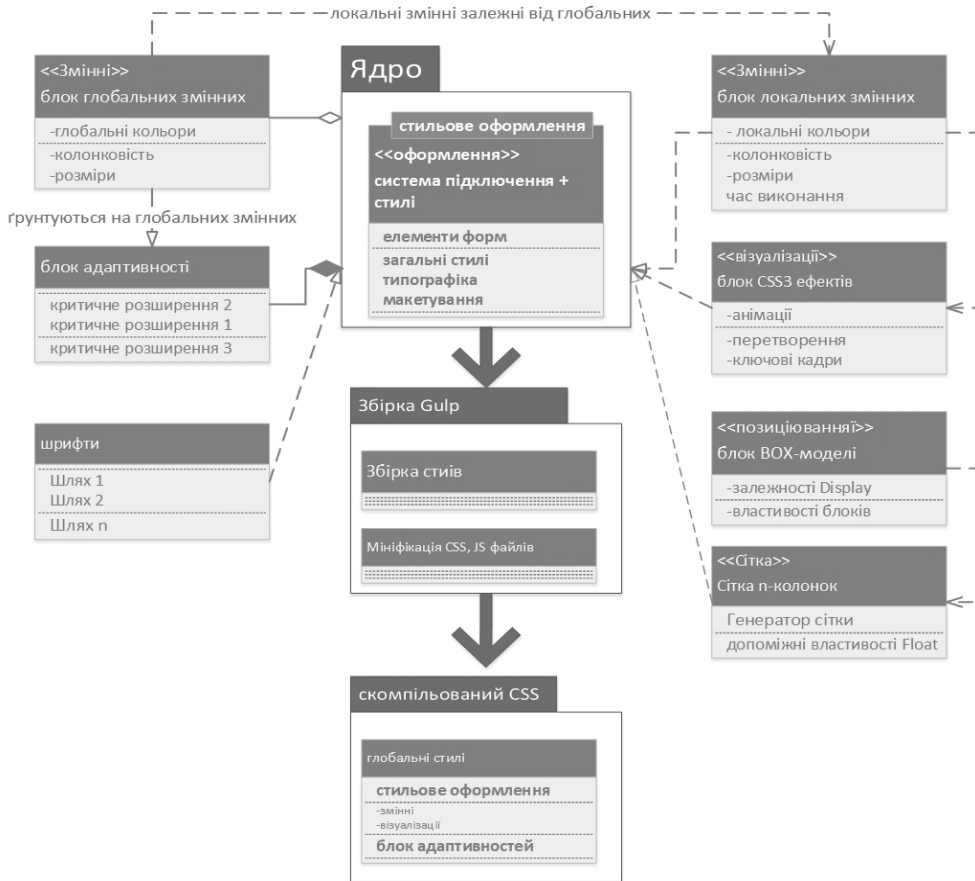 локальні змінні залежні від глобальних
<<Змінні>>
блок глобальних змінних
-глобальні кольори
-колонковість
-розміри
ґрунтуються на глобальних змінних
блок адаптивності
критичне розширення 2
критичне розширення 1
критичне розширення 3
шрифти
Шлях 1
Шлях 2
Шлях n
Ядро
стильове оформлення
<<оформлення>>
система підключення +
стилі
елементи форм
загальні стилі
типографіка
макетування
Збірка Gulp
Збірка стиів
Мініфікація CSS, JS файлів
скомпільований CSS
глобальні стилі
стильове оформлення
-змінні
-візуалізації
блок адаптивностей
<<Змінні>>
блок локальних змінних
- локальні кольори
-колонковість
-розміри
час виконання
<<візуалізації>>
блок CSS3 ефектів
-анімації
-перетворення
-ключові кадри
<<позиціюванняї>>
блок BOX-моделі
-залежності Display
-властивості блоків
<<Сітка>>
Сітка n-колонок
Генератор сітки
допоміжні властивості Float